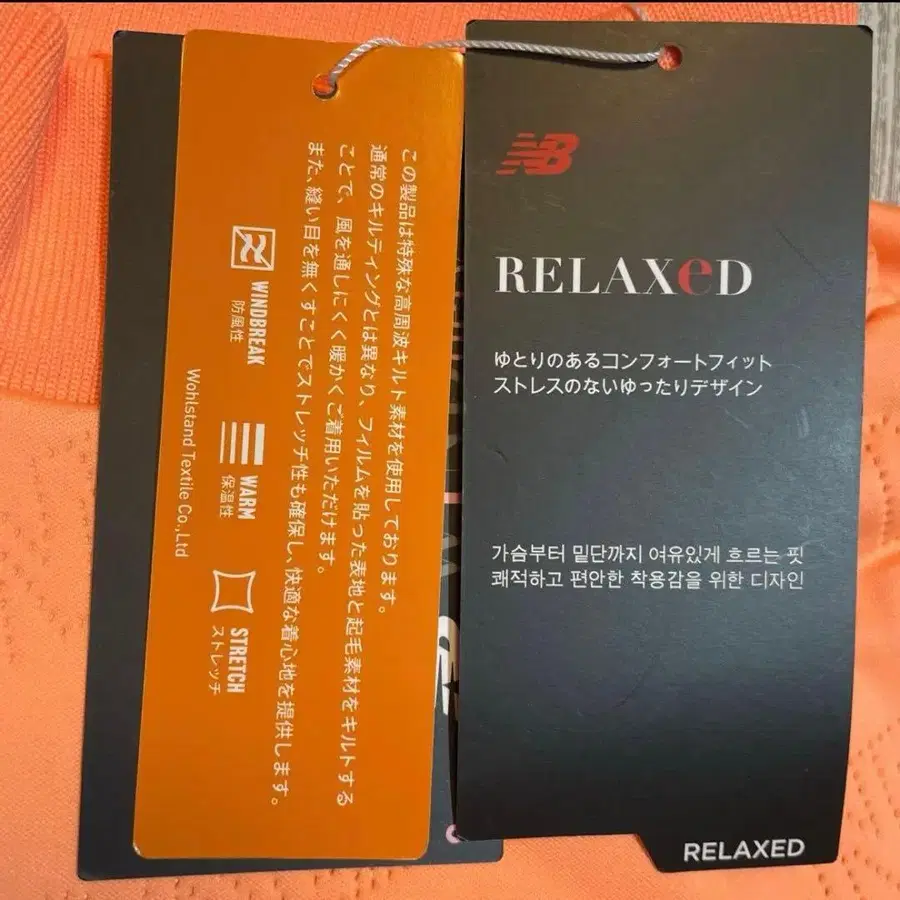 この製品は特殊な高周波キルト素材を使用しております。
通常のキルティングとは異なり、フィルムを貼った表地と起毛素材をキルトする
ことで、風を通しにくく暖かくご着用いただけます。
また、縫い目を無くすことでストレッチ性も確保し、快適な着心地を提供します。
WINDBREAK
防風性
WARM
保温性
STRETCH
ストレッチ
Wohlstand Textile Co.,Ltd
NB
RELAXeD
ゆとりのあるコンフォートフィット
ストレスのないゆったりデザイン
가슴부터 밑단까지 여유있게 흐르는 핏
쾌적하고 편안한 착용감을 위한 디자인
RELAXED